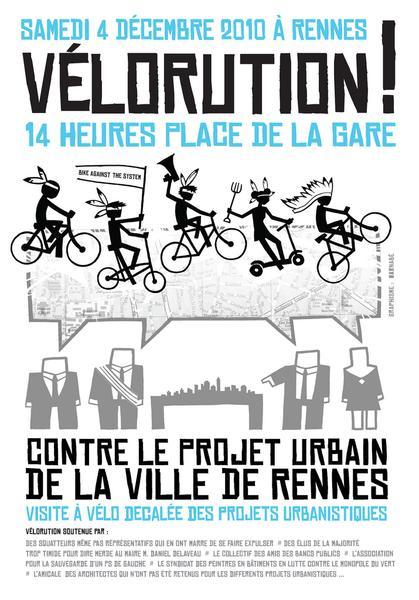 SAMEDI 4 DÉCEMBRE 2010 À RENNES
VÉLORUTION!
14 HEURES PLACE DE LA GARE
BIKE AGAINST THE SYSTEM
GRAPHISME : BARNABÉ
CONTRE LE PROJET URBAIN
DE LA VILLE DE RENNES
VISITE À VÉLO DECALÉE DES PROJETS URBANISTIQUES
VÉLORUTION SOUTENUE PAR :
DES SQUATTEURS MÊME PAS REPRÉSENTATIFS QUI EN ONT MARRE DE SE FAIRE EXPULSER # DES ÉLUS DE LA MAJORITÉ
TROP TIMIDE POUR DIRE MERDE AU MAIRE M. DANIEL DELAVEAU # LE COLLECTIF DES AMIS DES BANCS PUBLICS # L'ASSOCIATION
POUR LA SAUVEGARDE D'UN PS DE GAUCHE # LE SYNDICAT DES PEINTRES EN BÂTIMENTS EN LUTTE CONTRE LE MONOPOLE DU VERT
# L'AMICALE DES ARCHITECTES QUI N'ONT PAS ÉTÉ RETENUS POUR LES DIFFERENTS PROJETS URBANISTIQUES ...